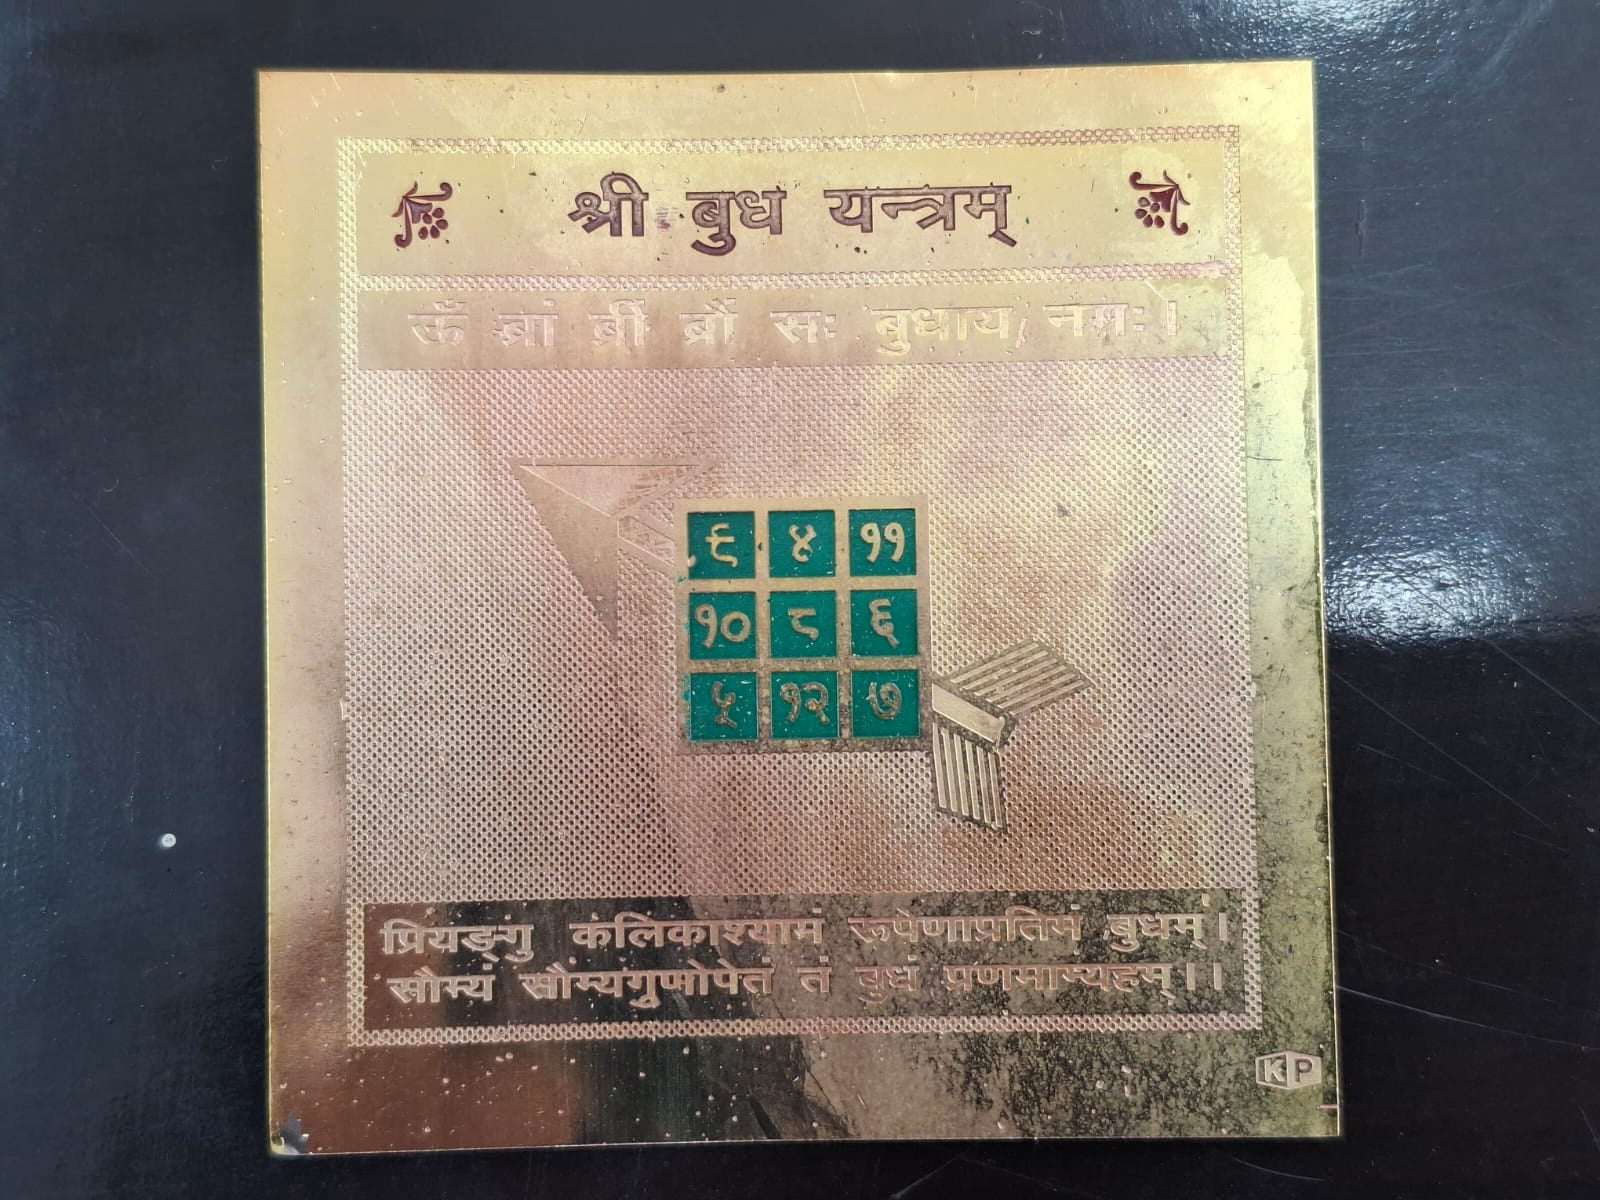 श्री बुध यन्त्रम्
ऊँ ब्रां ब्रीं ब्रौं सः बुधाय नमः।
९ ४ ११
१० ८ ६
५ १२ ७
प्रियङ्गु कलिकाश्यामं रूपेणाप्रतिमं बुधम्।
सौम्यं सौम्यगुणोपेतं तं बुधं प्रणमाम्यहम्।।
KP